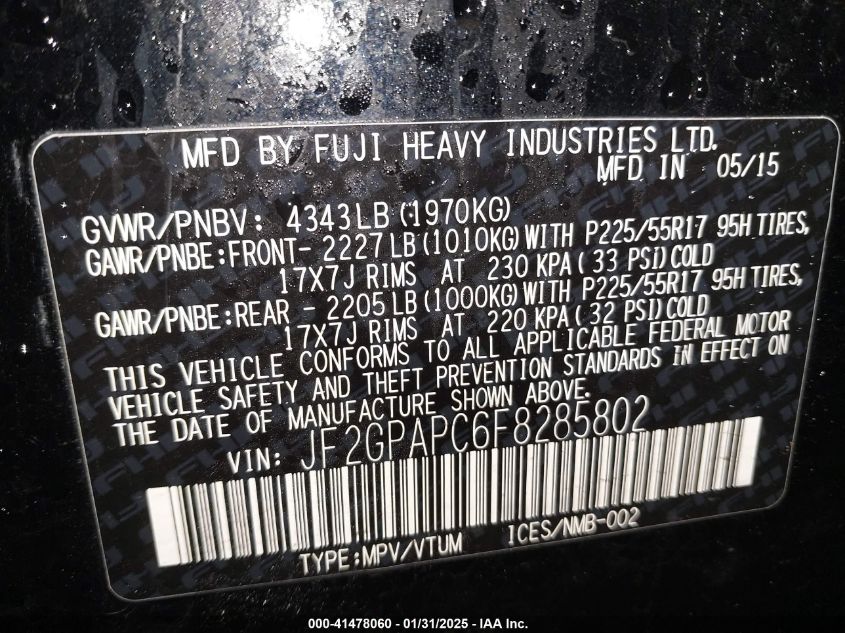 MFD BY FUJI HEAVY INDUSTRIES LTD.
MFD IN 05/15
GVWR/PNBV: 4343LB (1970KG)
GAWR/PNBE:FRONT- 2227LB (1010KG) WITH P225/55R17 95H TIRES,
17X7J RIMS AT 230 KPA ( 33 PSI) COLD
GAWR/PNBE:REAR - 2205LB (1000KG) WITH P225/55R17 95H TIRES,
17X7J RIMS AT 220 KPA ( 32 PSI) COLD
THIS VEHICLE CONFORMS TO ALL APPLICABLE FEDERAL MOTOR
VEHICLE SAFETY AND THEFT PREVENTION STANDARDS IN EFFECT ON
THE DATE OF MANUFACTURE SHOWN ABOVE.
VIN: JF2GPAPC6F8285802
TYPE:MPV/VTUM ICES/NMB-002
000-41478060 — 01/31/2025 — IAA Inc.